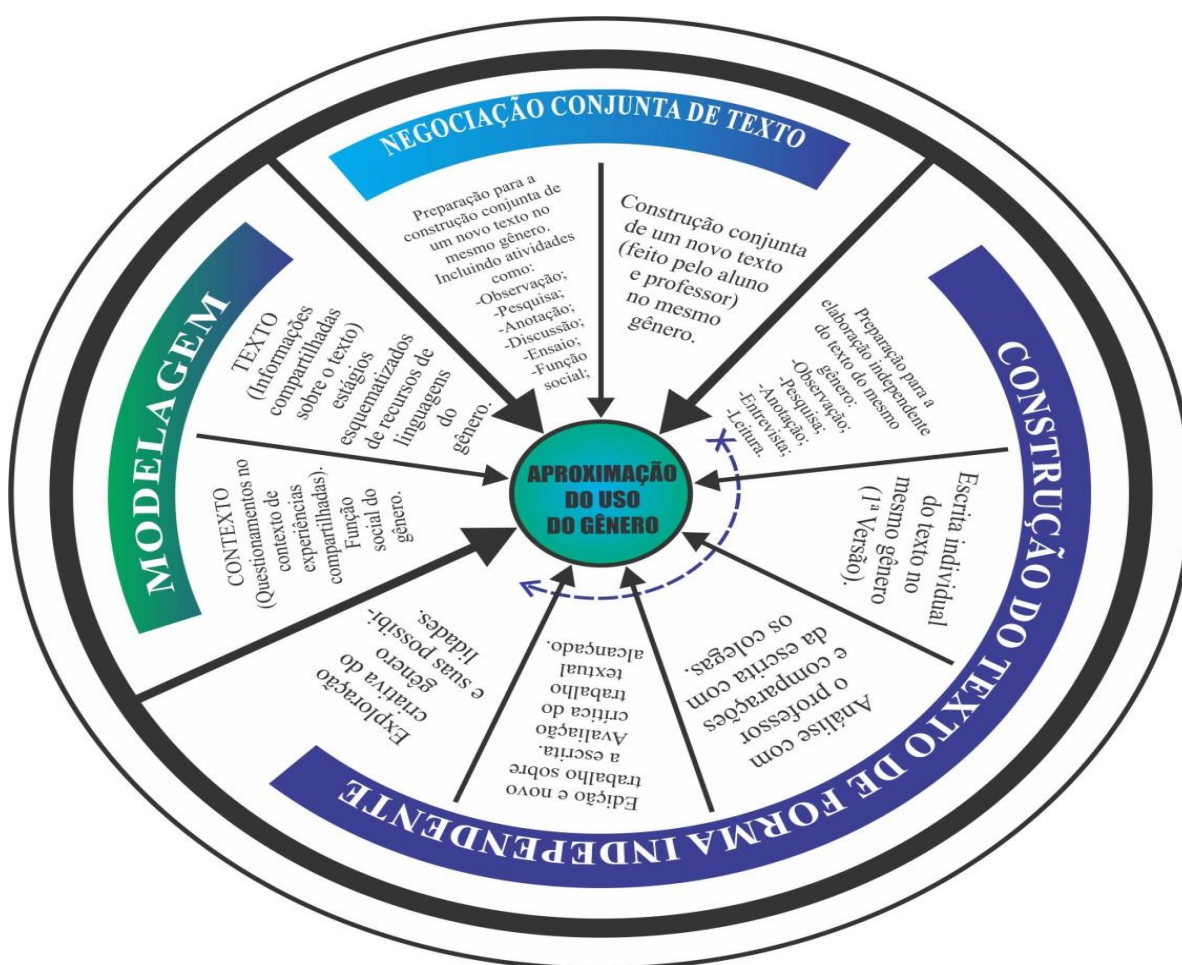 MODELAGEM
CONTEXTO
(Questionamentos no
contexto de
experiências
compartilhadas).
Função
social do
gênero.
TEXTO
(Informações
compartilhadas
sobre o texto)
estágios
esquematizados
de recursos de
linguagens
do
gênero.
NEGOCIAÇÃO CONJUNTA DE TEXTO
Preparação para a
construção conjunta de
um novo texto no
mesmo gênero.
Incluindo atividades
como:
-Observação;
-Pesquisa;
-Anotação;
-Discussão;
-Ensaio;
-Função
social;
Construção conjunta
de um novo texto
(feito pelo aluno
e professor)
no mesmo
gênero.
CONSTRUÇÃO DO TEXTO DE FORMA INDEPENDENTE
Preparação para a
elaboração independente
do texto do mesmo
gênero:
-Observação;
-Pesquisa;
-Anotação;
-Entrevista;
-Leitura.
Escrita individual
do texto no
mesmo gênero
(1ª Versão).
Análise com
o professor
e comparações
da escrita com
os colegas.
Edição e novo
trabalho sobre
a escrita.
Avaliação
crítica do
trabalho
textual
alcançado.
Exploração
criativa do
gênero
e suas possibi-
lidades.
APROXIMAÇÃO
DO USO
DO GÊNERO